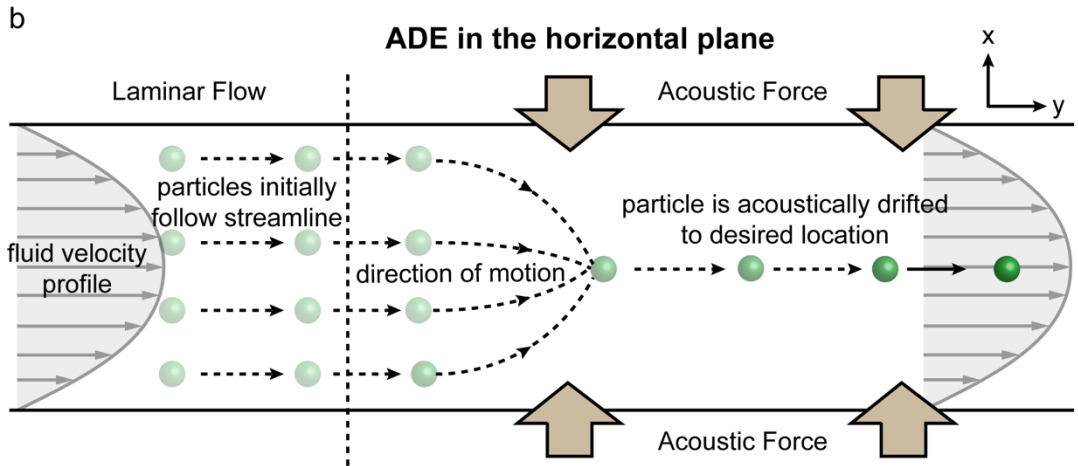 b
ADE in the horizontal plane
x
y
Laminar Flow
Acoustic Force
particles initially
follow streamline
fluid velocity
profile
direction of motion
particle is acoustically drifted
to desired location
Acoustic Force